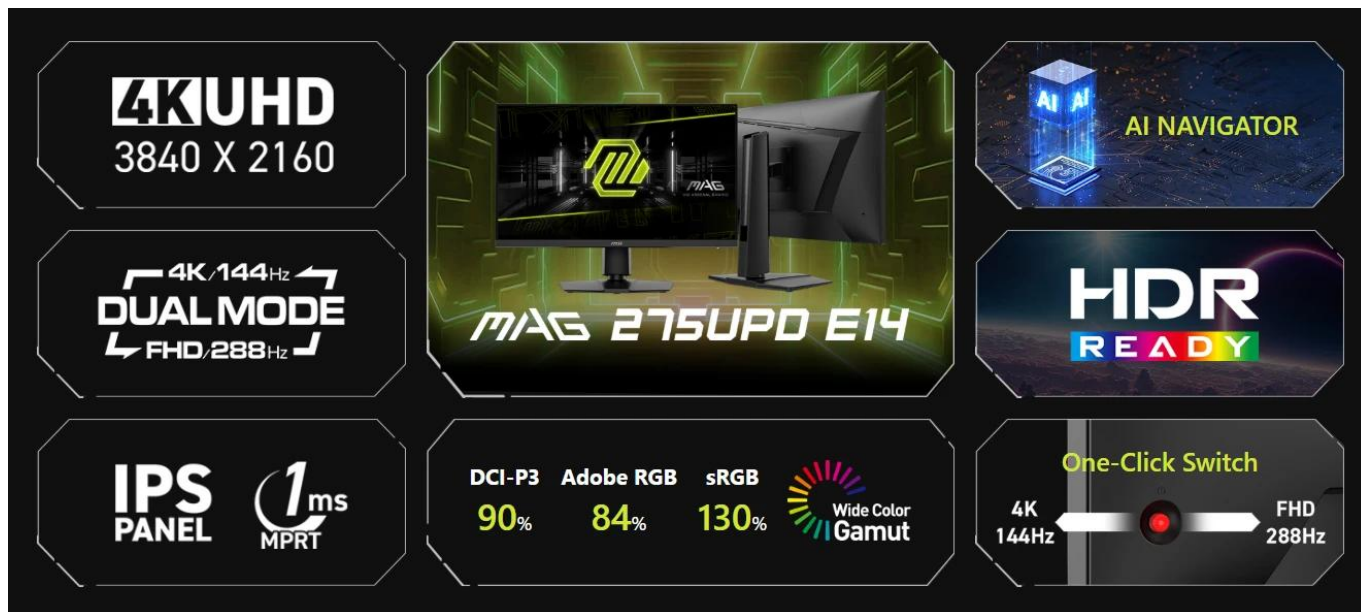 4K UHD
3840 X 2160
4K/144Hz
DUAL MODE
FHD/288Hz
IPS
PANEL
1ms
MPRT
MAG
MAG 275UPD E14
DCI-P3 Adobe RGB sRGB
90% 84% 130%
Wide Color
Gamut
AI AI
AI NAVIGATOR
HDR
READY
One-Click Switch
4K
144Hz
FHD
288Hz